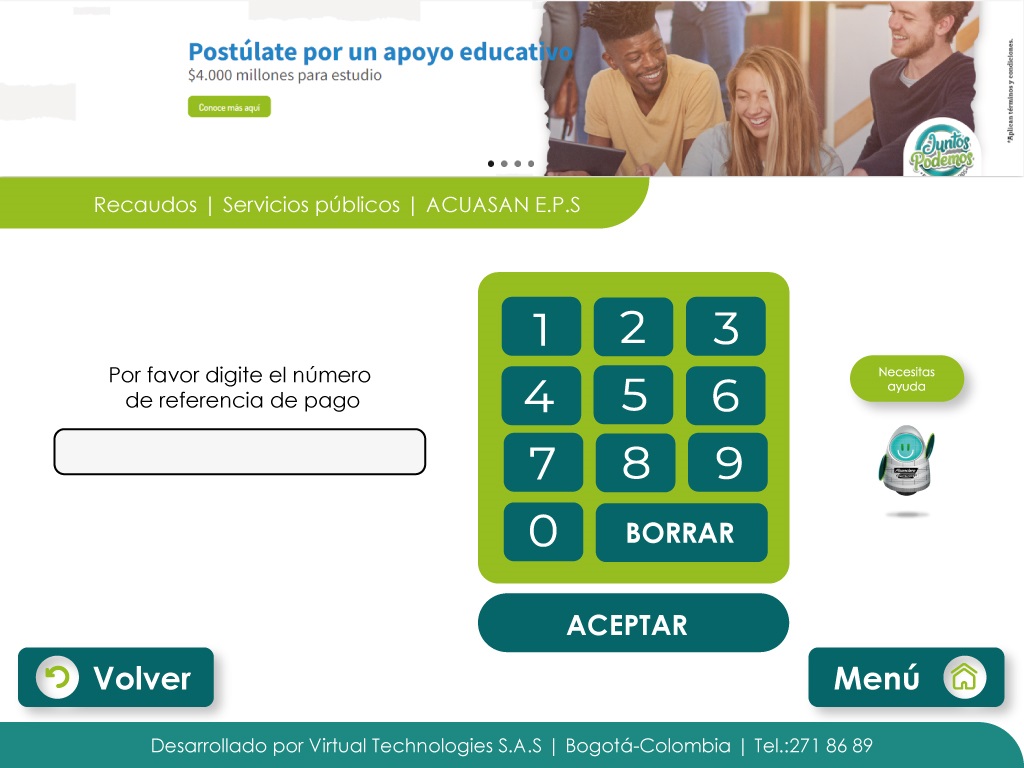 Postúlate por un apoyo educativo
$4.000 millones para estudio
Conoce más aquí
*Aplican términos y condiciones.
Juntos
Podemos
Recaudos | Servicios públicos | ACUASAN E.P.S
Por favor digite el número
de referencia de pago
1 2 3
4 5 6
7 8 9
0 BORRAR
ACEPTAR
Necesitas
ayuda
Volver
Menú
Desarrollado por Virtual Technologies S.A.S | Bogotá-Colombia | Tel.:271 86 89